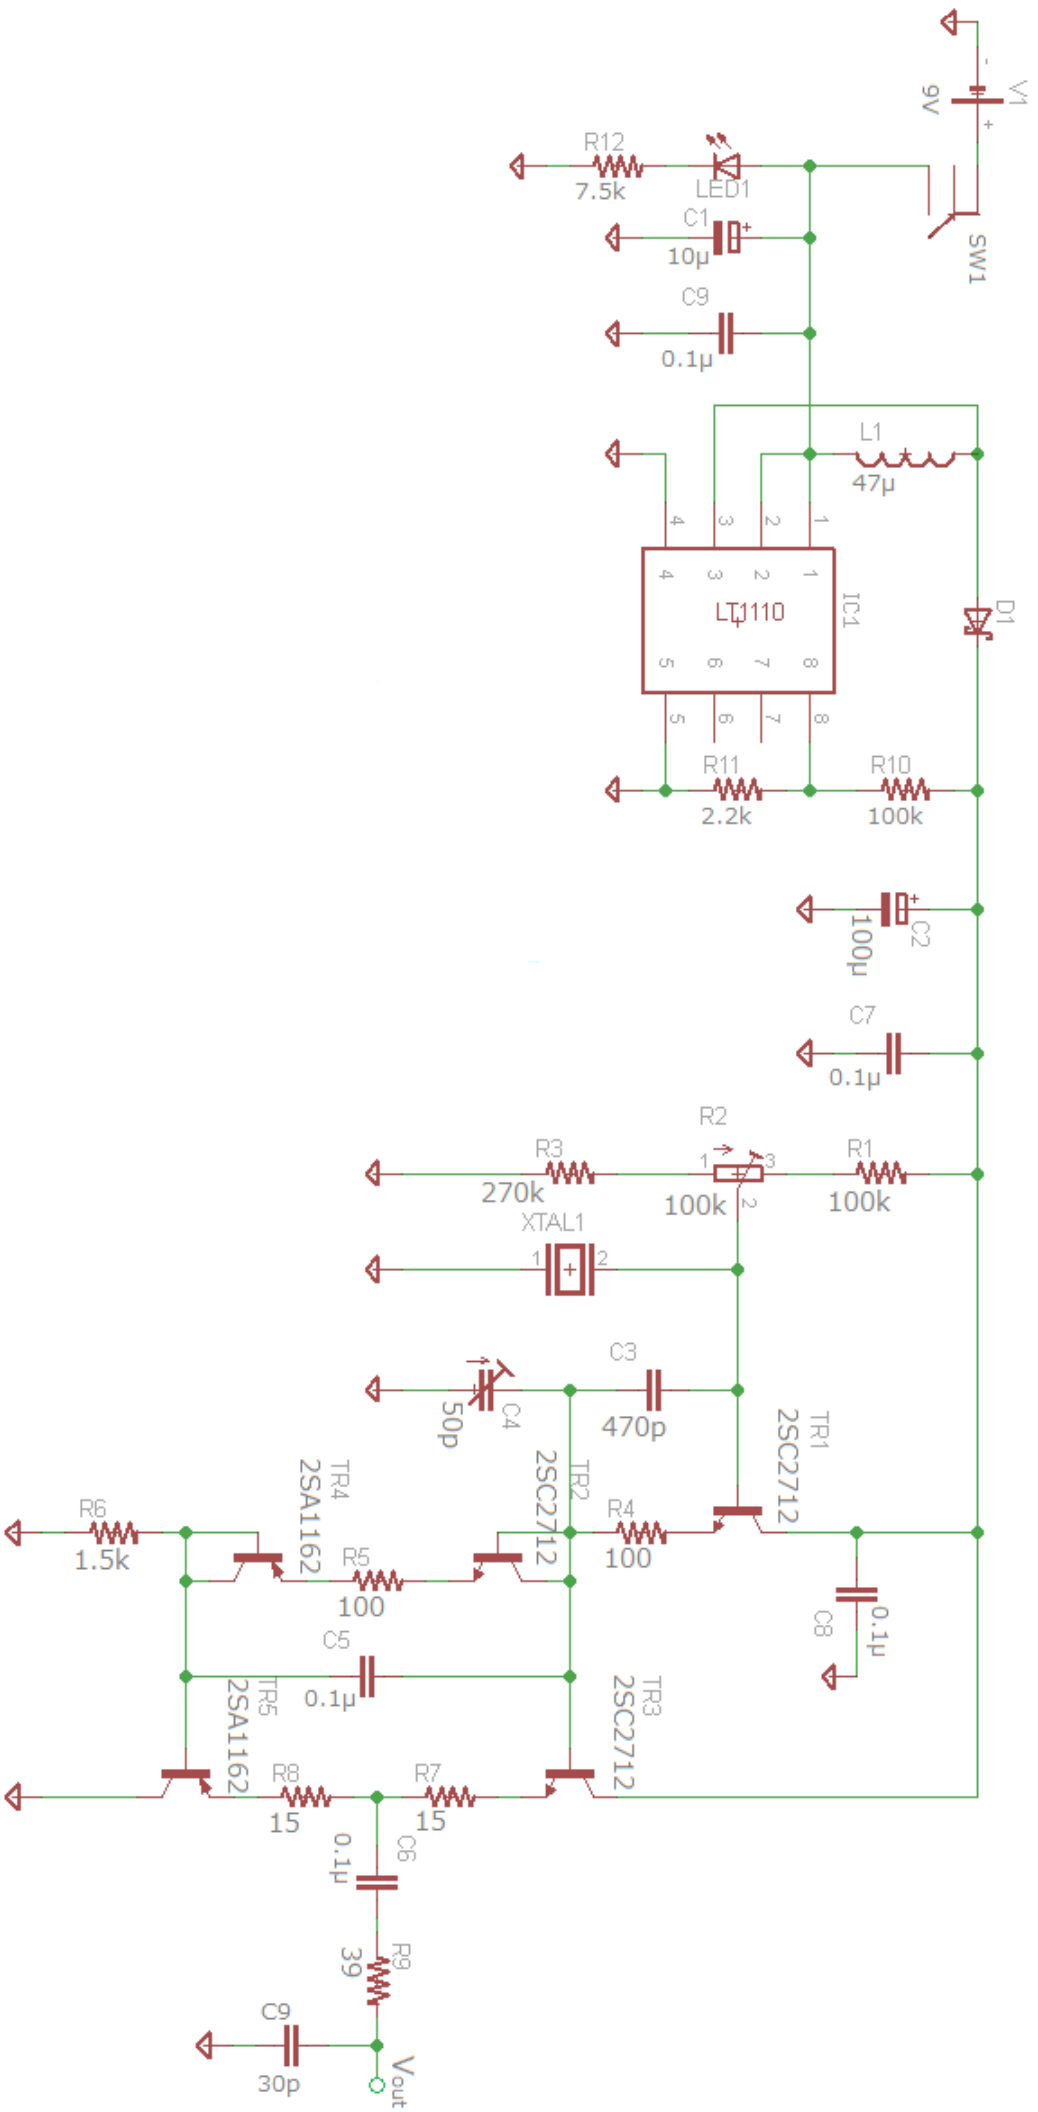 -
V1
9V
+
R12
7.5k
LED1
SW1
C1
+
10µ
C9
0.1µ
L1
47µ
4
3
2
1
4
3
2
1
IC1
LT1110
D1
5
6
7
8
5
6
7
8
R11
2.2k
R10
100k
+
C2
100µ
C7
0.1µ
R2
R3
270k
1
3
2
100k
R1
100k
XTAL1
1
2
C3
470p
C4
50p
TR1
2SC2712
TR2
2SC2712
R4
100
TR4
2SA1162
R5
100
R6
1.5k
C8
0.1µ
C5
0.1µ
TR3
2SC2712
TR5
2SA1162
R8
15
R7
15
C6
0.1µ
R9
39
C9
30p
Vout